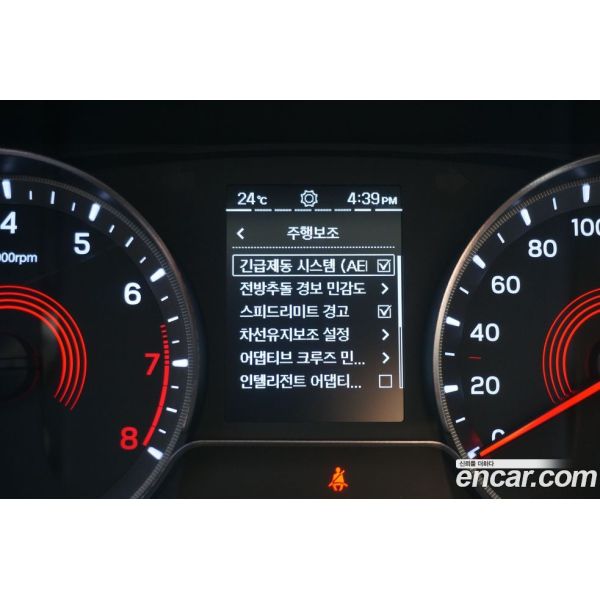 24℃ 4:39PM
주행보조
긴급제동 시스템 (AE
전방추돌 경보 민감도
스피드리미트 경고
차선유지보조 설정
어댑티브 크루즈 민...
인텔리전트 어댑티...
4
5
6
7
8
000rpm
100
80
60
40
20
0
신뢰를 더하다
encar.com